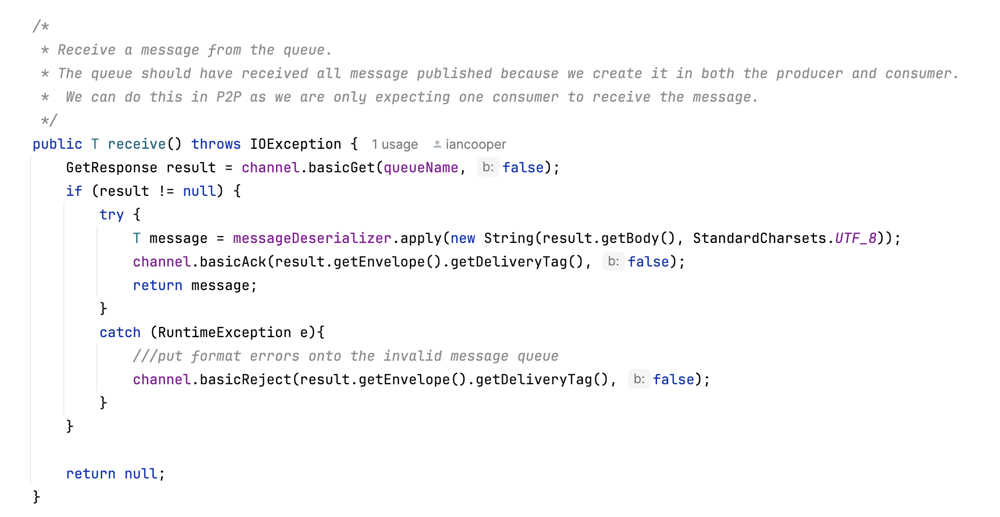 /*
 * Receive a message from the queue.
 * The queue should have received all message published because we create it in both the producer and consumer.
 *  We can do this in P2P as we are only expecting one consumer to receive the message.
 */
public T receive() throws IOException {  1 usage  iancooper
    GetResponse result = channel.basicGet(queueName, b: false);
    if (result != null) {
        try {
            T message = messageDeserializer.apply(new String(result.getBody(), StandardCharsets.UTF_8));
            channel.basicAck(result.getEnvelope().getDeliveryTag(), b: false);
            return message;
        }
        catch (RuntimeException e){
            ///put format errors onto the invalid message queue
            channel.basicReject(result.getEnvelope().getDeliveryTag(), b: false);
        }
    }

    return null;
}